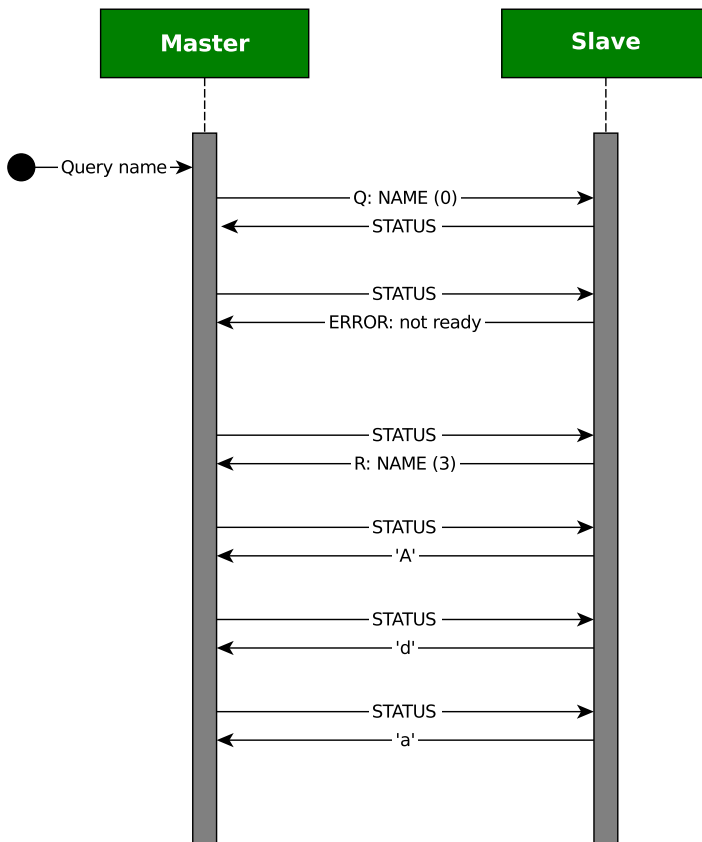 Master
Slave
Query name
Q: NAME (0)
STATUS
STATUS
ERROR: not ready
STATUS
R: NAME (3)
STATUS
'A'
STATUS
'd'
STATUS
'a'